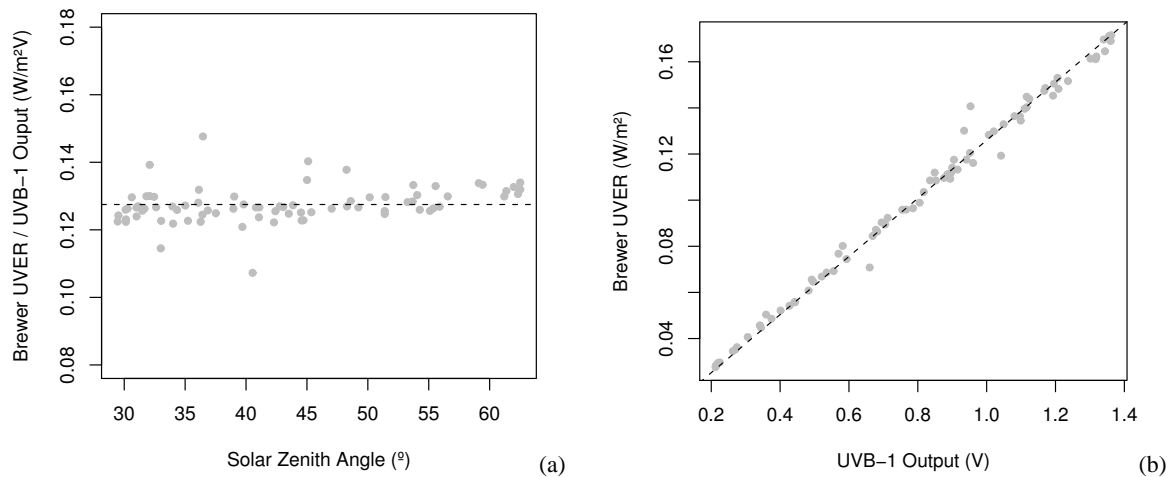 0.18
0.16
0.14
0.12
0.10
0.08
Brewer UVER / UVB−1 Ouput (W/m²V)
30 35 40 45 50 55 60
Solar Zenith Angle (º)
(a)
0.16
0.12
0.08
0.04
Brewer UVER (W/m²)
0.2 0.4 0.6 0.8 1.0 1.2 1.4
UVB−1 Output (V)
(b)